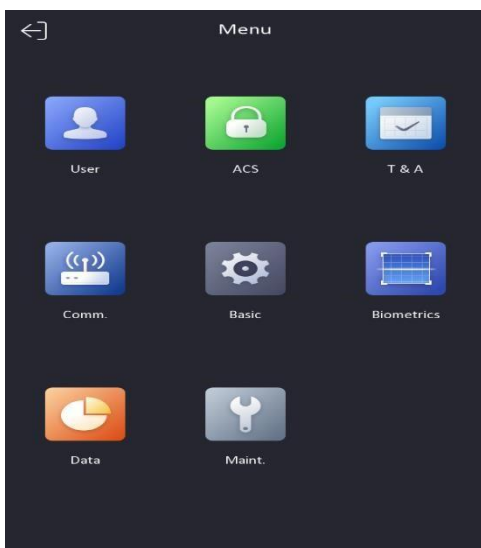 Menu
User
ACS
T & A
Comm.
Basic
Biometrics
Data
Maint.